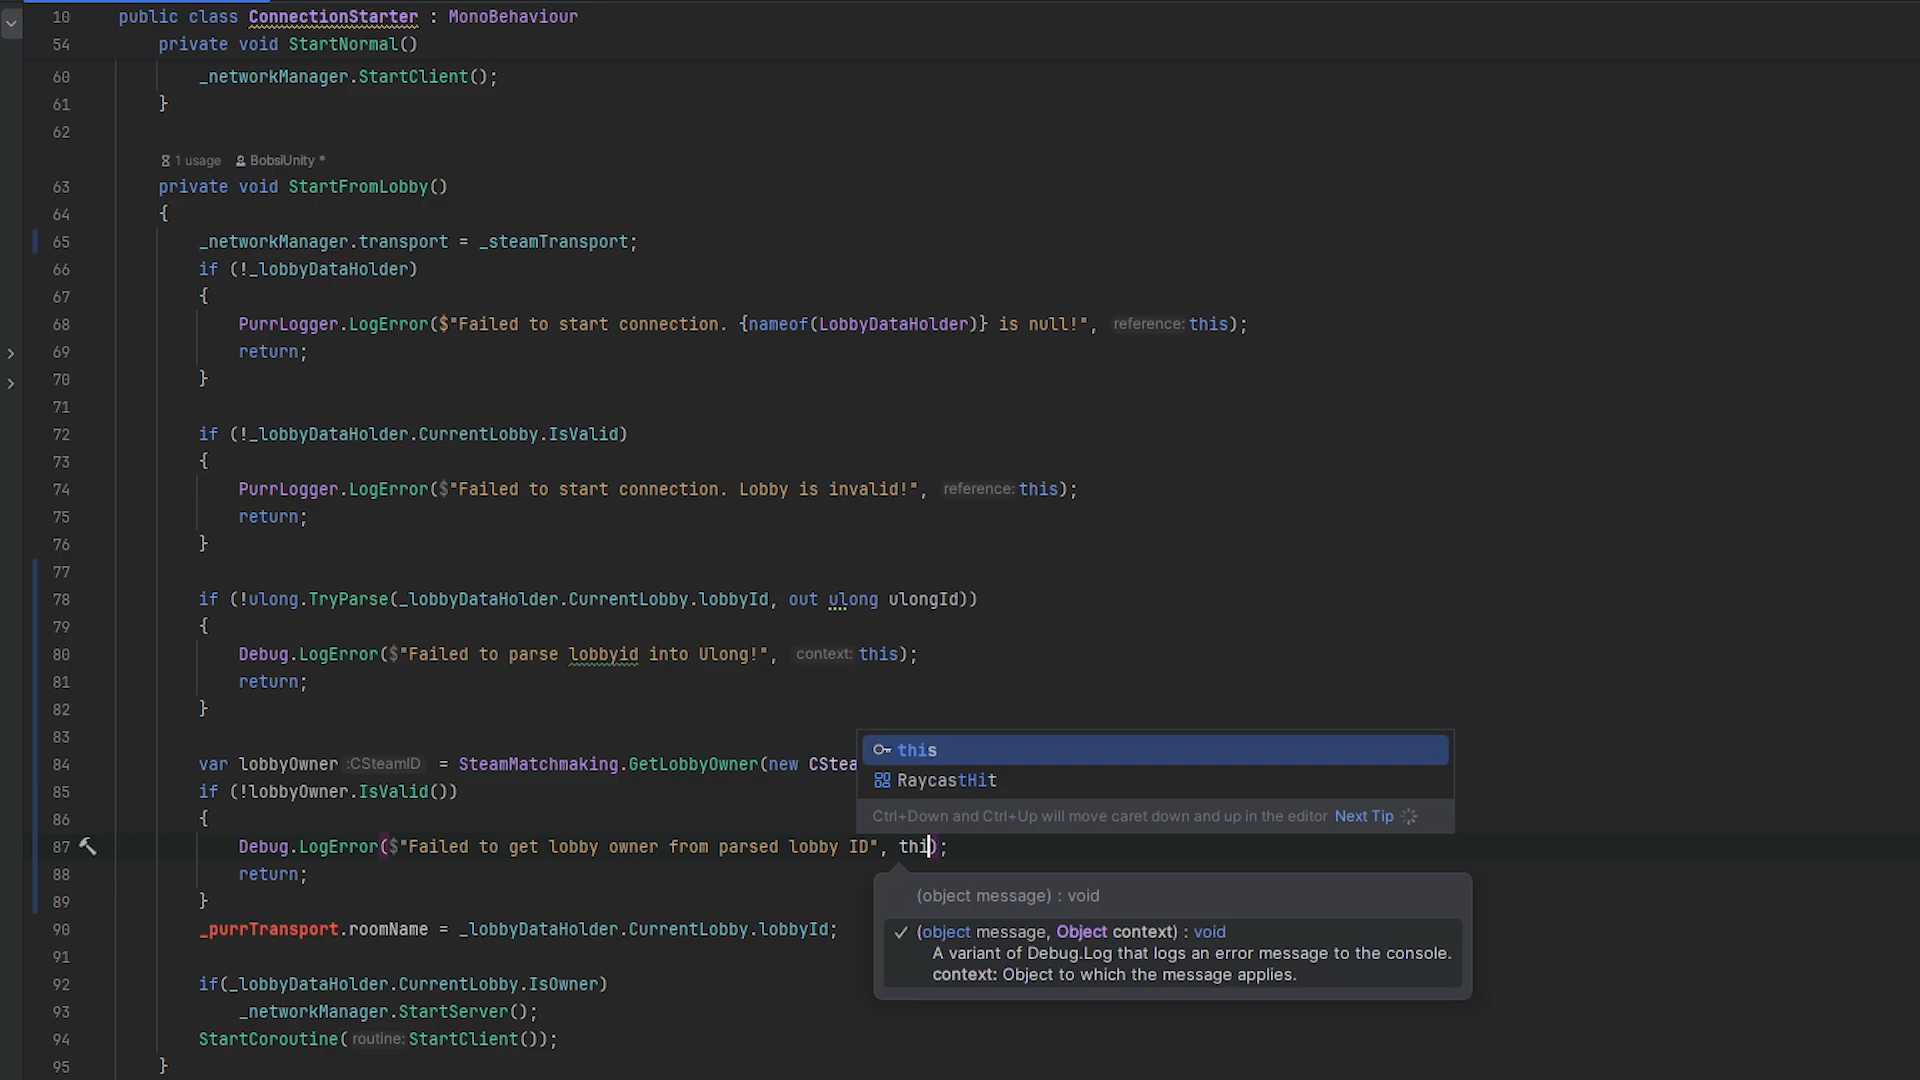 10 public class ConnectionStarter : MonoBehaviour
54 private void StartNormal()
60 _networkManager.StartClient();
61 }
62
1 usage BobsiUnity *
63 private void StartFromLobby()
64 {
65 _networkManager.transport = _steamTransport;
66 if (!_lobbyDataHolder)
67 {
68 PurrLogger.LogError($"Failed to start connection. {nameof(LobbyDataHolder)} is null!", reference: this);
69 return;
70 }
71
72 if (!_lobbyDataHolder.CurrentLobby.IsValid)
73 {
74 PurrLogger.LogError($"Failed to start connection. Lobby is invalid!", reference: this);
75 return;
76 }
77
78 if (!ulong.TryParse(_lobbyDataHolder.CurrentLobby.lobbyId, out ulong ulongId))
79 {
80 Debug.LogError($"Failed to parse lobbyid into Ulong!", context: this);
81 return;
82 }
83
84 var lobbyOwner :CSteamID = SteamMatchmaking.GetLobbyOwner(new CStea
85 if (!lobbyOwner.IsValid())
86 {
87 Debug.LogError($"Failed to get lobby owner from parsed lobby ID", thi);
88 return;
89 }
90 _purrTransport.roomName = _lobbyDataHolder.CurrentLobby.lobbyId;
91
92 if(_lobbyDataHolder.CurrentLobby.IsOwner)
93 _networkManager.StartServer();
94 StartCoroutine( routine: StartClient());
95 }
this
RaycastHit
Ctrl+Down and Ctrl+Up will move caret down and up in the editor Next Tip
(object message) : void
(object message, Object context) : void
A variant of Debug.Log that logs an error message to the console.
context: Object to which the message applies.